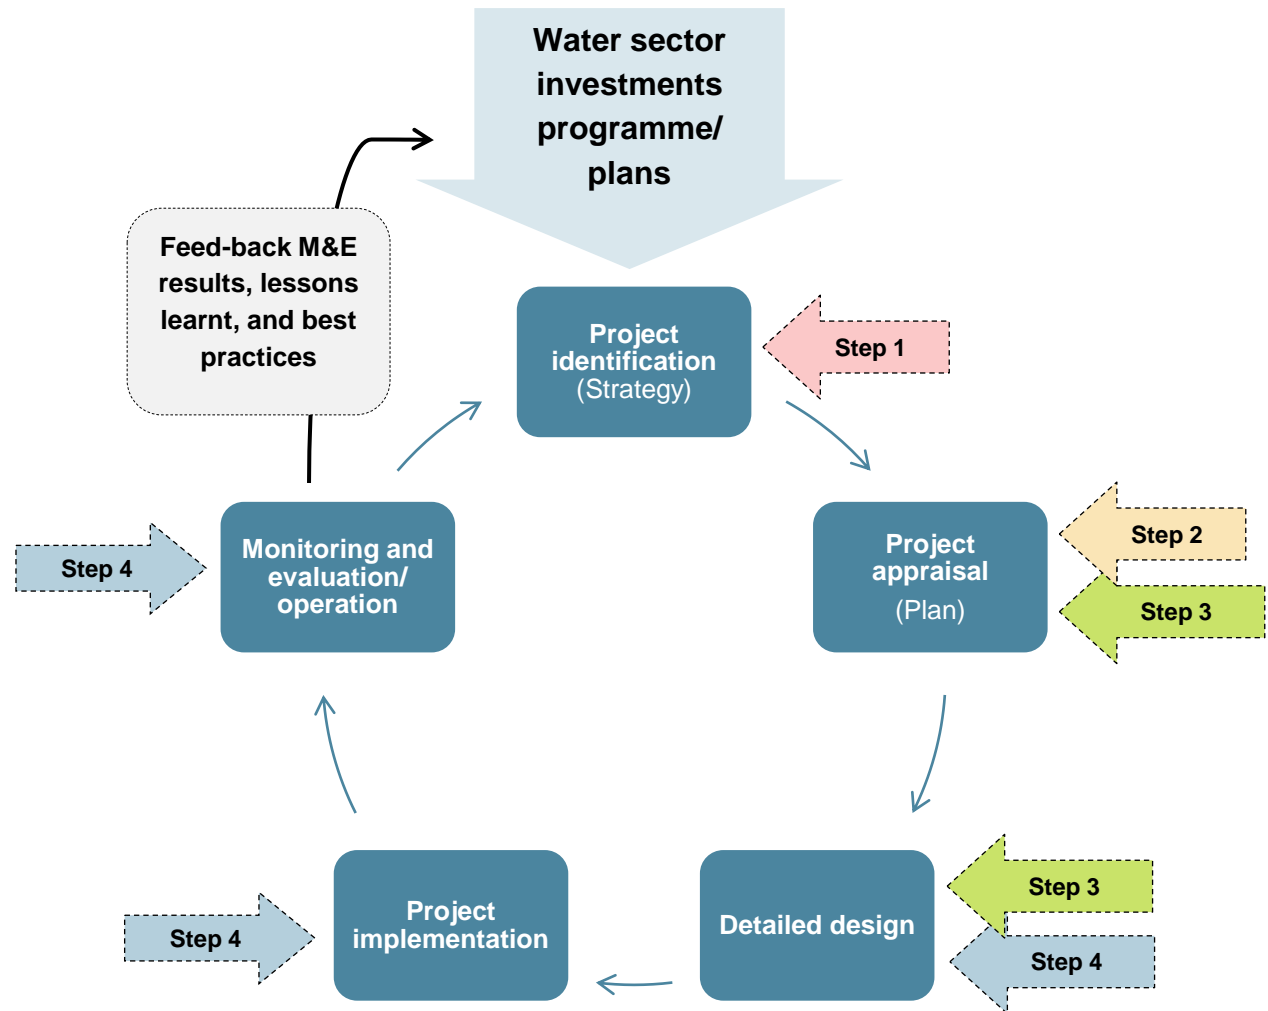 Water sector
investments
programme/
plans
Feed-back M&E
results, lessons
learnt, and best
practices
Project
identification
(Strategy)
Step 1
Project
appraisal
(Plan)
Step 2
Step 3
Monitoring and
evaluation/
operation
Step 4
Detailed design
Step 3
Step 4
Project
implementation
Step 4